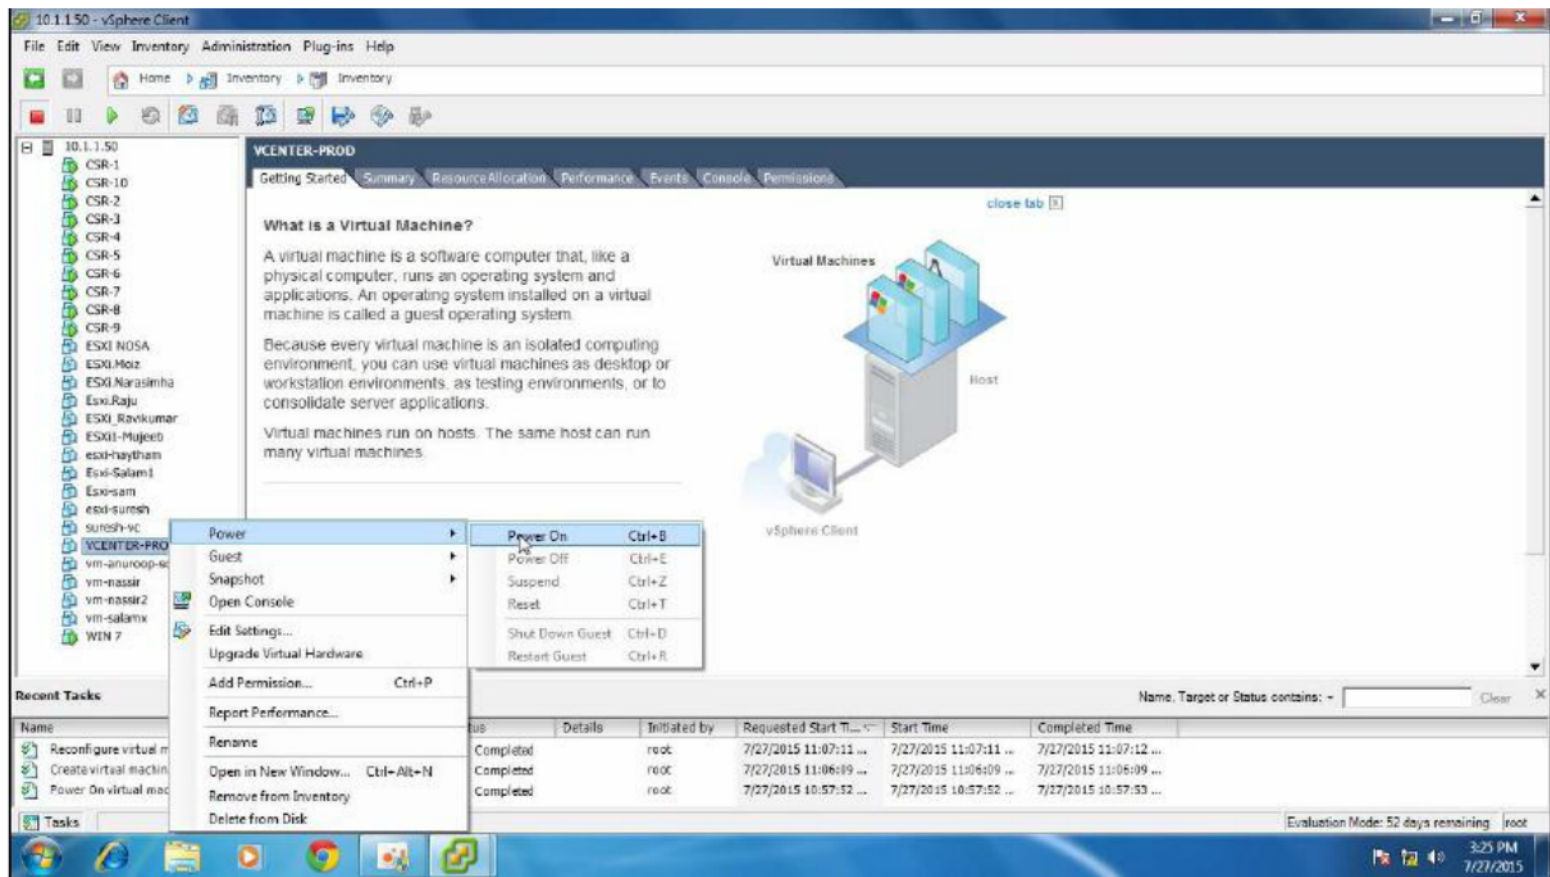 10.1.1.50 - vSphere Client
File Edit View Inventory Administration Plug-ins Help
Home Inventory Inventory
10.1.1.50
CSR-1
CSR-10
CSR-2
CSR-3
CSR-4
CSR-5
CSR-6
CSR-7
CSR-8
CSR-9
ESXI NOSA
ESXi.Moiz
ESXi.Narasimha
Esxi.Raju
ESXi_Ravikumar
ESXi1-Mujeeb
esxi-haytham
Esxi-Salam1
Esxi-sam
esxi-suresh
suresh-vc
VCENTER-PRO
vm-anuroop-
vm-nassir
vm-nassir2
vm-salamx
WIN 7
VCENTER-PROD
Getting Started Summary Resource Allocation Performance Events Console Permissions
close tab
What is a Virtual Machine?
A virtual machine is a software computer that, like a
physical computer, runs an operating system and
applications. An operating system installed on a virtual
machine is called a guest operating system.
Because every virtual machine is an isolated computing
environment, you can use virtual machines as desktop or
workstation environments, as testing environments, or to
consolidate server applications.
Virtual machines run on hosts. The same host can run
many virtual machines.
Virtual Machines
Host
vSphere Client
Power
Guest
Snapshot
Open Console
Edit Settings...
Upgrade Virtual Hardware
Add Permission... Ctrl+P
Report Performance...
Rename
Open in New Window... Ctrl+Alt+N
Remove from Inventory
Delete from Disk
Power On Ctrl+B
Power Off Ctrl+E
Suspend Ctrl+Z
Reset Ctrl+T
Shut Down Guest Ctrl+D
Restart Guest Ctrl+R
Recent Tasks
Name, Target or Status contains: Clear
Name tus Details Initiated by Requested Start Ti... Start Time Completed Time
Reconfigure virtual m Completed root 7/27/2015 11:07:11 ... 7/27/2015 11:07:11 ... 7/27/2015 11:07:12 ...
Create virtual machin Completed root 7/27/2015 11:06:09 ... 7/27/2015 11:06:09 ... 7/27/2015 11:06:09 ...
Power On virtual mac Completed root 7/27/2015 10:57:52 ... 7/27/2015 10:57:52 ... 7/27/2015 10:57:53 ...
Tasks
Evaluation Mode: 52 days remaining root
3:25 PM
7/27/2015